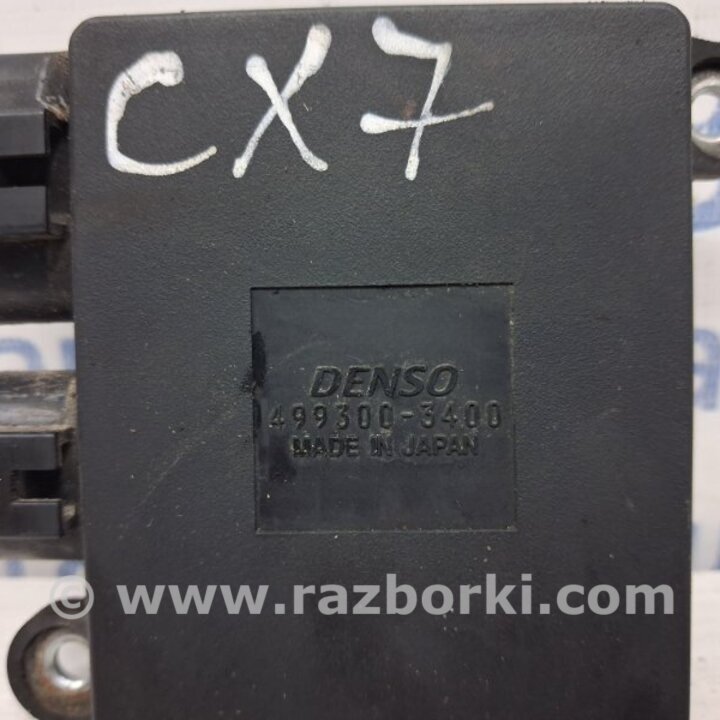 CX7
DENSO
499300-3400
MADE IN JAPAN
© www.razborki.com